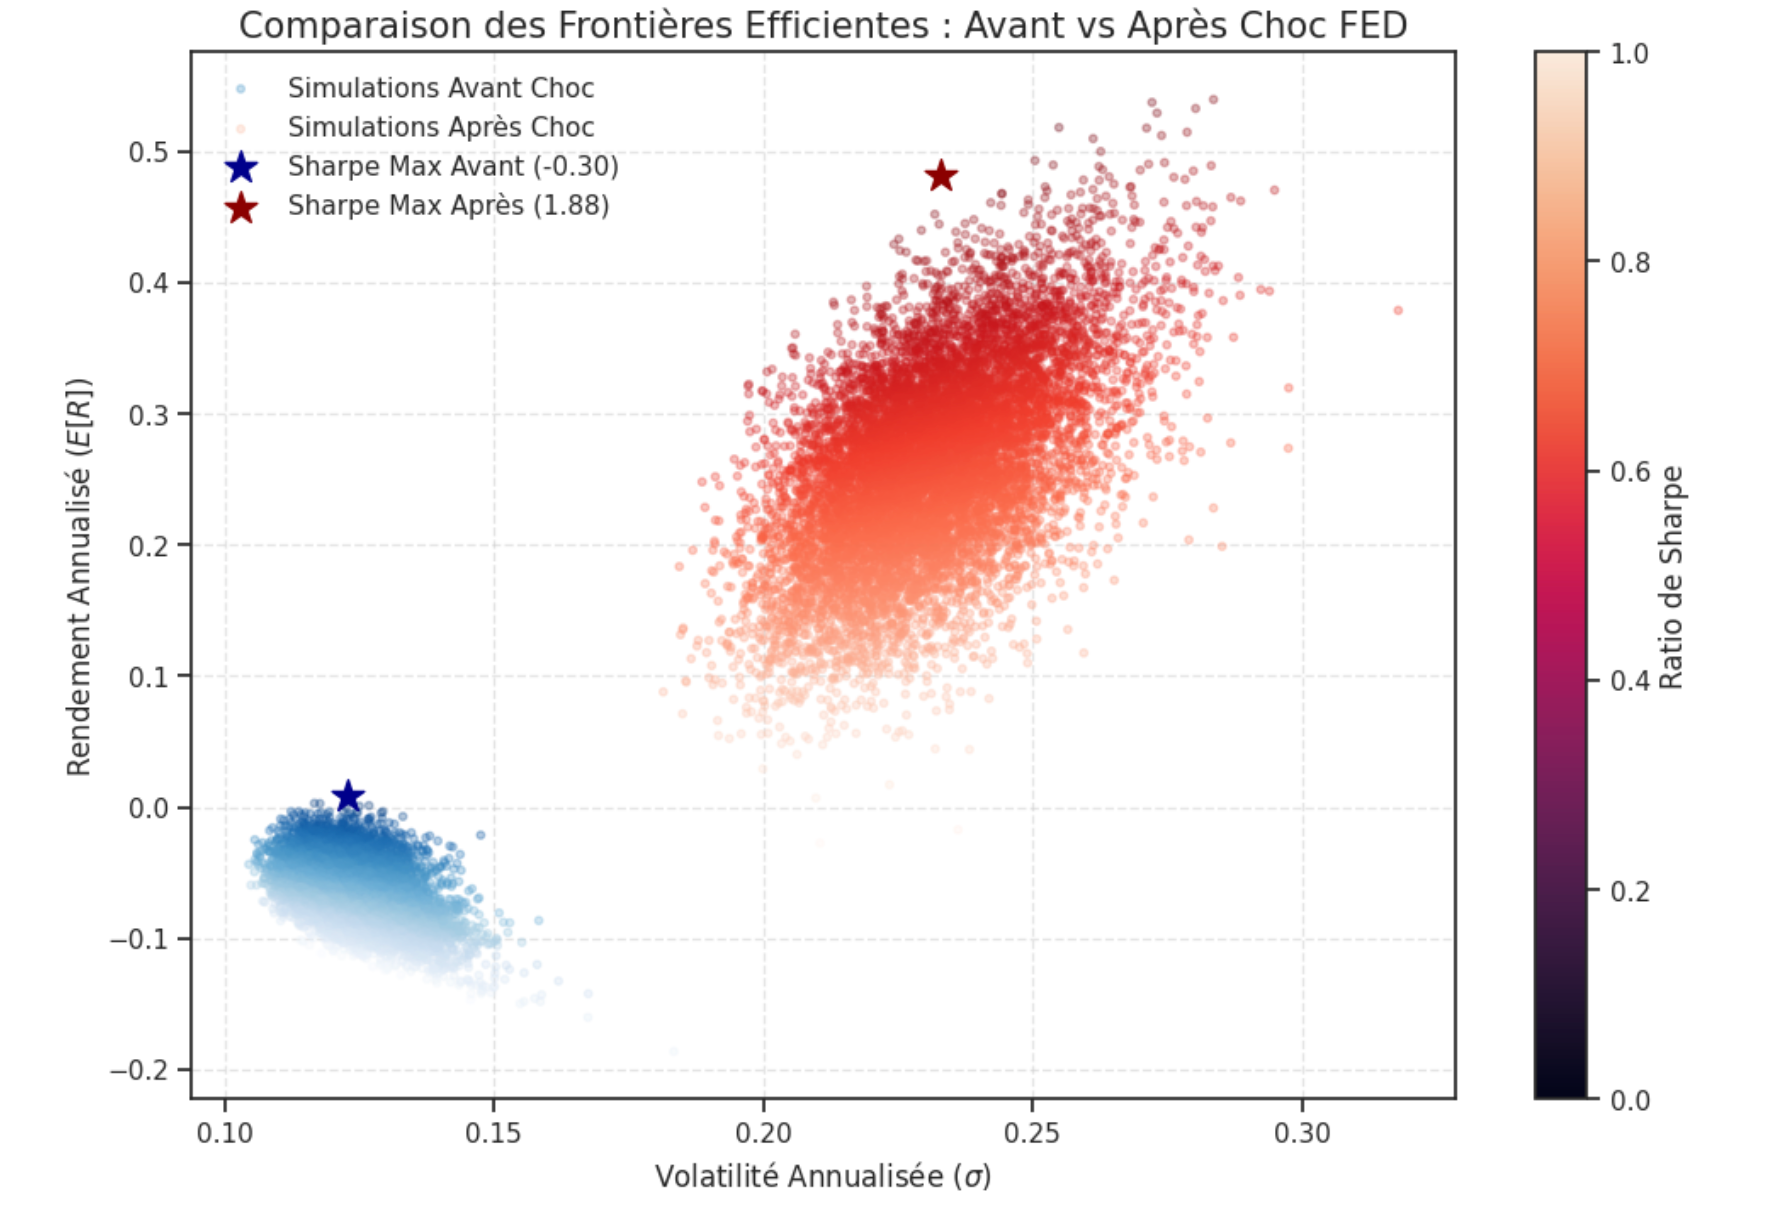 Comparaison des Frontières Efficientes : Avant vs Après Choc FED
Simulations Avant Choc
Simulations Après Choc
Sharpe Max Avant (-0.30)
Sharpe Max Après (1.88)
Rendement Annualisé (E[R])
0.5
0.4
0.3
0.2
0.1
0.0
−0.1
−0.2
0.10
0.15
0.20
0.25
0.30
Volatilité Annualisée (σ)
1.0
0.8
0.6
0.4
0.2
0.0
Ratio de Sharpe